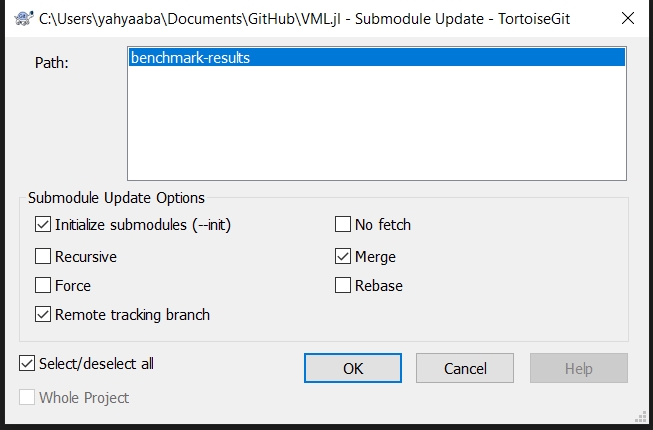 C:\Users\yahyaaba\Documents\GitHub\VML.jl - Submodule Update - TortoiseGit
Path:
benchmark-results
Submodule Update Options
Initialize submodules (--init)
No fetch
Recursive
Merge
Force
Rebase
Remote tracking branch
Select/deselect all
OK
Cancel
Help
Whole Project